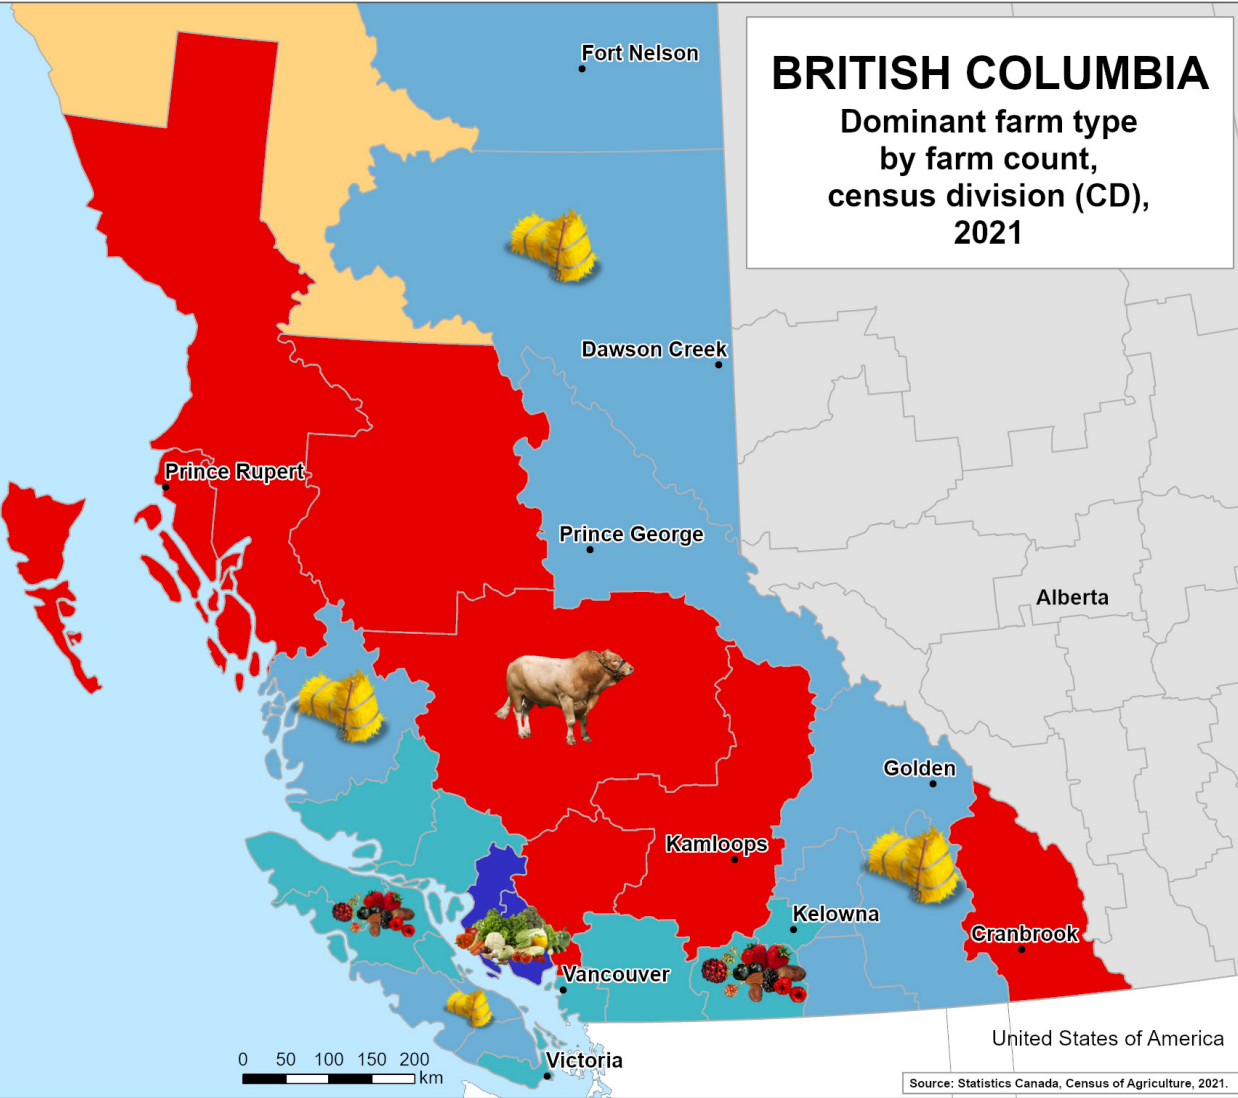 BRITISH COLUMBIA
Dominant farm type
by farm count,
census division (CD),
2021
Fort Nelson
Dawson Creek
Prince Rupert
Prince George
Alberta
Golden
Kamloops
Kelowna
Cranbrook
Vancouver
United States of America
Victoria
0 50 100 150 200
km
Source: Statistics Canada, Census of Agriculture, 2021.